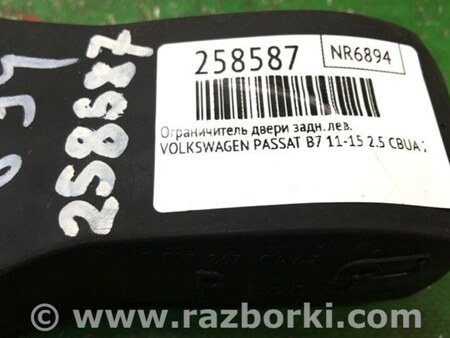 258587
NR6894
Ограничитель двери задн.лев.
VOLKSWAGEN PASSAT B7 11-15 2.5 CBUA
258587
www.razborki.com